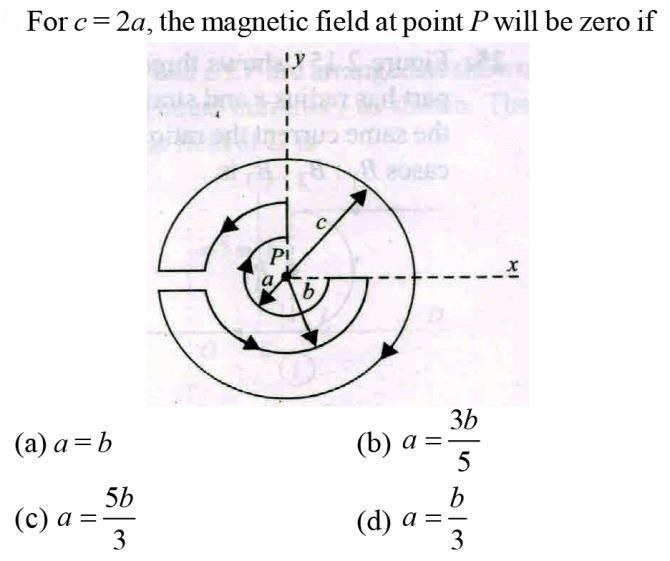 For c = 2a, the magnetic field at point P will be zero if
y
c
P
x
a
b
(a) a = b
(b) a = 3b/5
(c) a = 5b/3
(d) a = b/3